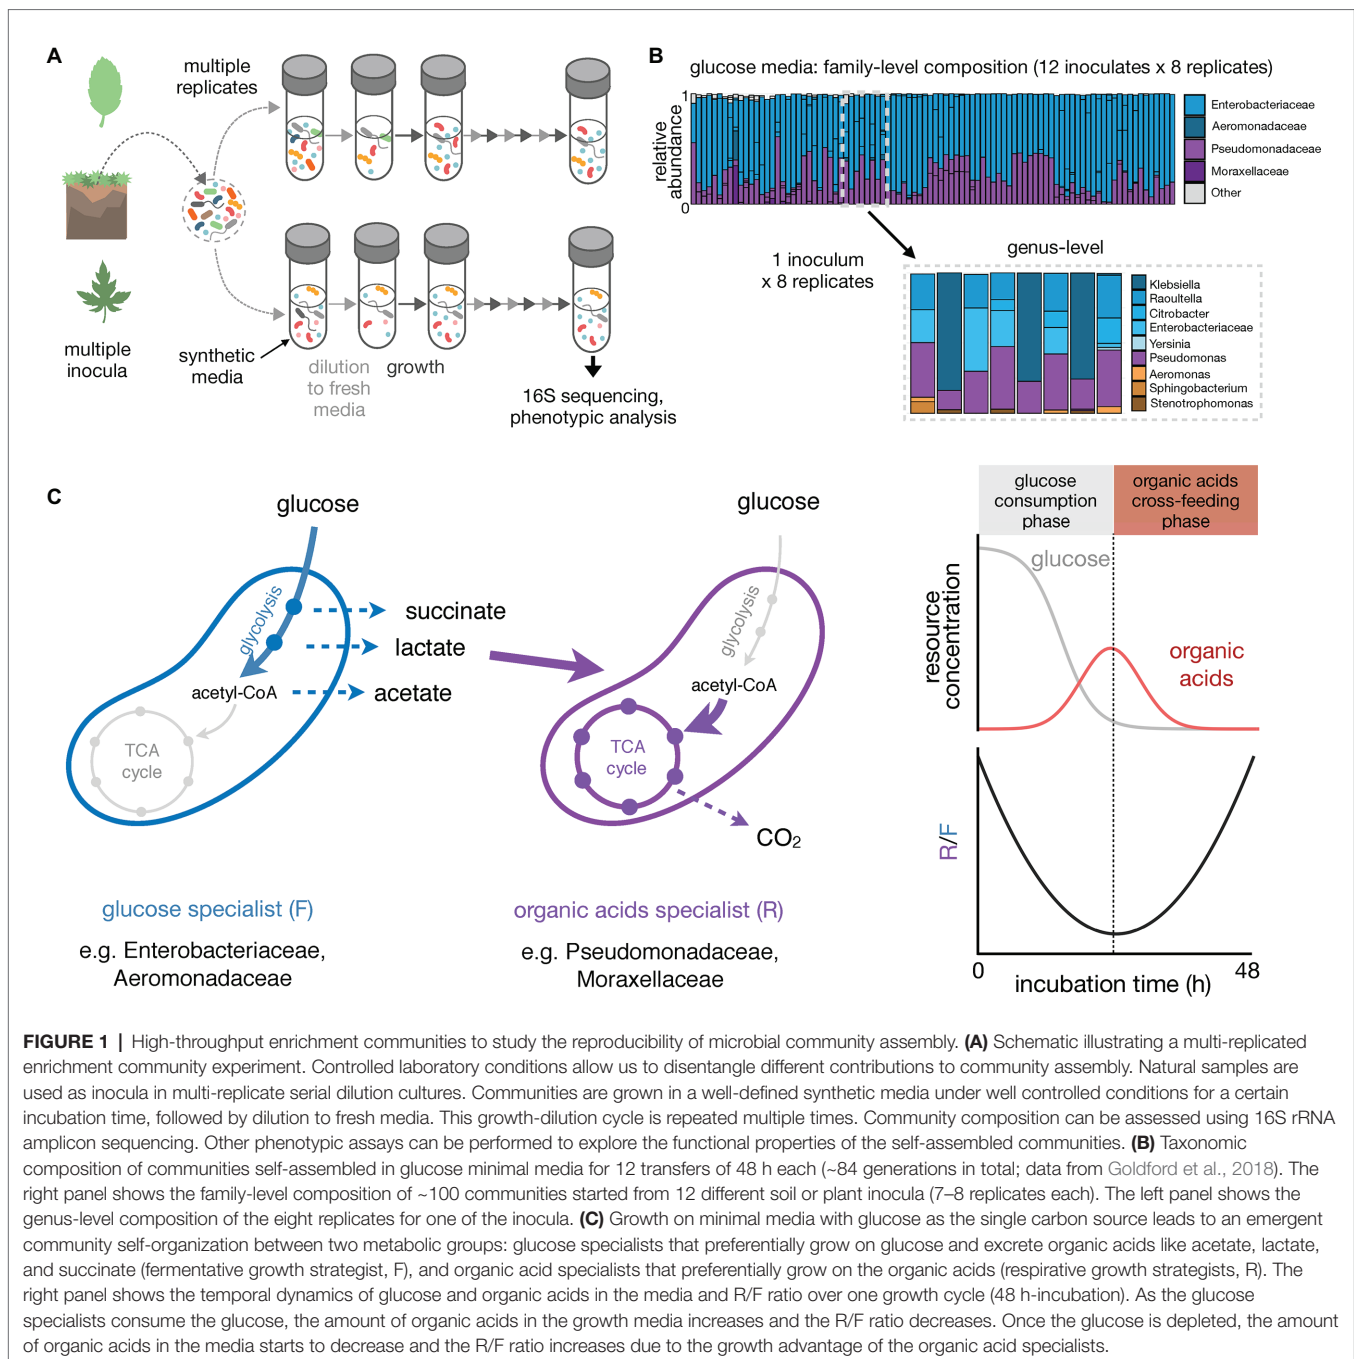 A
multiple
replicates
multiple
inocula
synthetic
media
dilution
to fresh
media
growth
16S sequencing,
phenotypic analysis
B
glucose media: family-level composition (12 inoculates x 8 replicates)
1
relative
abundance
0
Enterobacteriaceae
Aeromonadaceae
Pseudomonadaceae
Moraxellaceae
Other
1 inoculum
x 8 replicates
genus-level
Klebsiella
Raoultella
Citrobacter
Enterobacteriaceae
Yersinia
Pseudomonas
Aeromonas
Sphingobacterium
Stenotrophomonas
C
glucose
glycolysis
succinate
lactate
acetyl-CoA
acetate
TCA
cycle
glucose specialist (F)
e.g. Enterobacteriaceae,
Aeromonadaceae
glucose
glycolysis
acetyl-CoA
TCA
cycle
CO2
organic acids specialist (R)
e.g. Pseudomonadaceae,
Moraxellaceae
glucose
consumption
phase
organic acids
cross-feeding
phase
resource
concentration
glucose
organic
acids
R/F
0
48
incubation time (h)
FIGURE 1 | High-throughput enrichment communities to study the reproducibility of microbial community assembly. (A) Schematic illustrating a multi-replicated
enrichment community experiment. Controlled laboratory conditions allow us to disentangle different contributions to community assembly. Natural samples are
used as inocula in multi-replicate serial dilution cultures. Communities are grown in a well-defined synthetic media under well controlled conditions for a certain
incubation time, followed by dilution to fresh media. This growth-dilution cycle is repeated multiple times. Community composition can be assessed using 16S rRNA
amplicon sequencing. Other phenotypic assays can be performed to explore the functional properties of the self-assembled communities. (B) Taxonomic
composition of communities self-assembled in glucose minimal media for 12 transfers of 48 h each (~84 generations in total; data from Goldford et al., 2018). The
right panel shows the family-level composition of ~100 communities started from 12 different soil or plant inocula (7–8 replicates each). The left panel shows the
genus-level composition of the eight replicates for one of the inocula. (C) Growth on minimal media with glucose as the single carbon source leads to an emergent
community self-organization between two metabolic groups: glucose specialists that preferentially grow on glucose and excrete organic acids like acetate, lactate,
and succinate (fermentative growth strategist, F), and organic acid specialists that preferentially grow on the organic acids (respirative growth strategists, R). The
right panel shows the temporal dynamics of glucose and organic acids in the media and R/F ratio over one growth cycle (48 h-incubation). As the glucose
specialists consume the glucose, the amount of organic acids in the growth media increases and the R/F ratio decreases. Once the glucose is depleted, the amount
of organic acids in the media starts to decrease and the R/F ratio increases due to the growth advantage of the organic acid specialists.